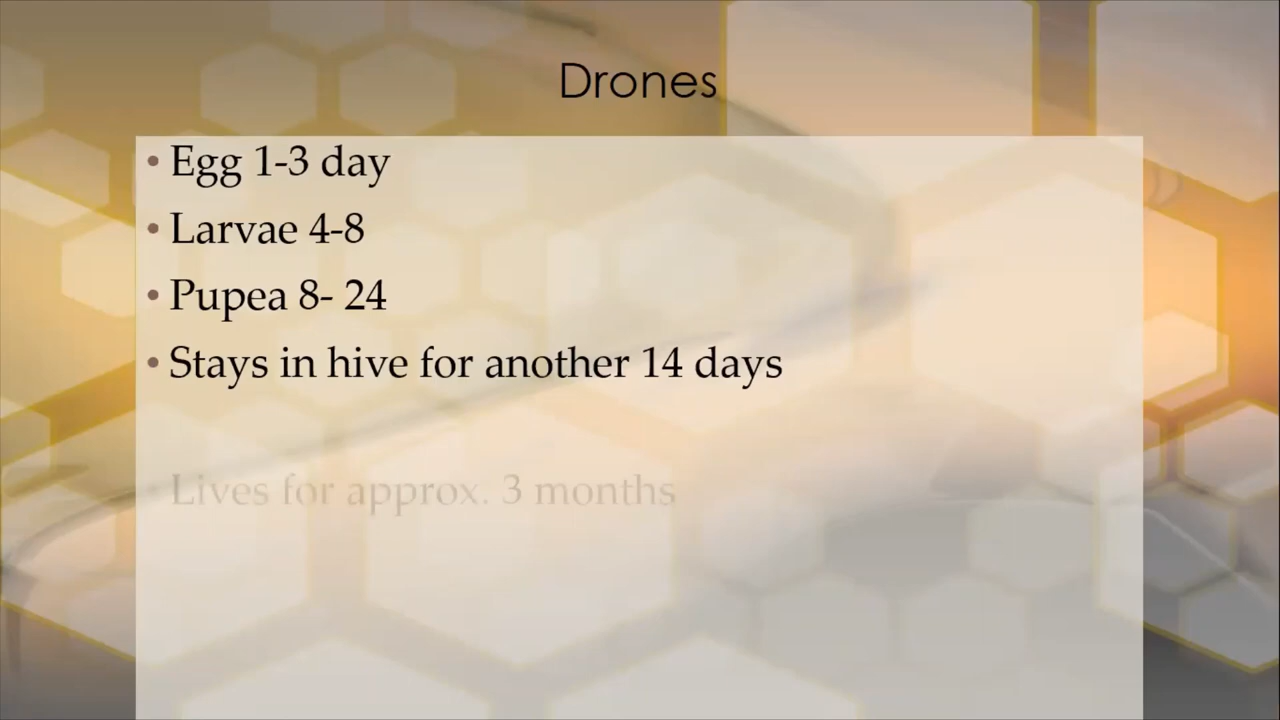 Drones
• Egg 1-3 day
• Larvae 4-8
• Pupea 8- 24
• Stays in hive for another 14 days
• Lives for approx. 3 months